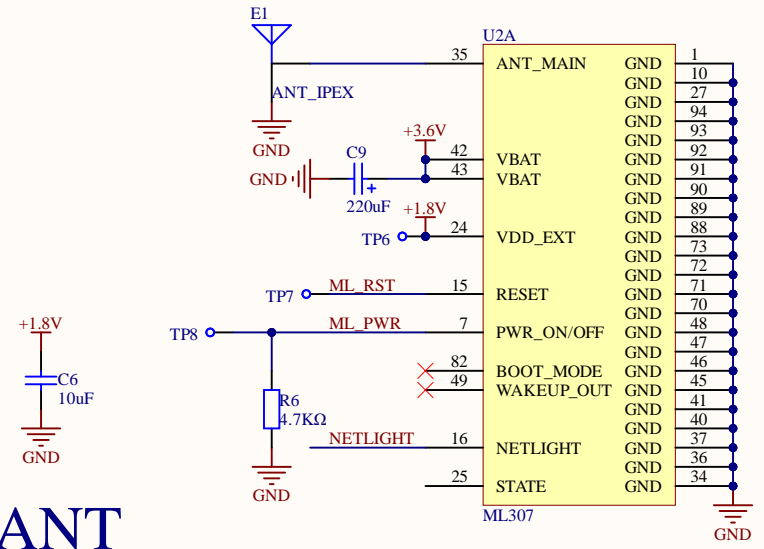 E1
U2A
35 ANT_MAIN GND 1
GND 10
ANT_IPEX GND 27
GND 94
+3.6V GND 93
GND
C9 42 VBAT GND 92
GND 43 VBAT GND 91
220uF GND 90
+1.8V GND 89
TP6 24 VDD_EXT GND 88
GND 73
GND 72
TP7 ML_RST 15 RESET GND 71
GND 70
+1.8V
TP8 ML_PWR 7 PWR_ON/OFF GND 48
GND 47
82 BOOT_MODE GND 46
C6
10uF
49 WAKEUP_OUT GND 45
R6
4.7KΩ
GND 41
GND 40
NETLIGHT 16 NETLIGHT GND 37
GND
GND 36
25 STATE GND 34
GND
ML307
GND
ANT